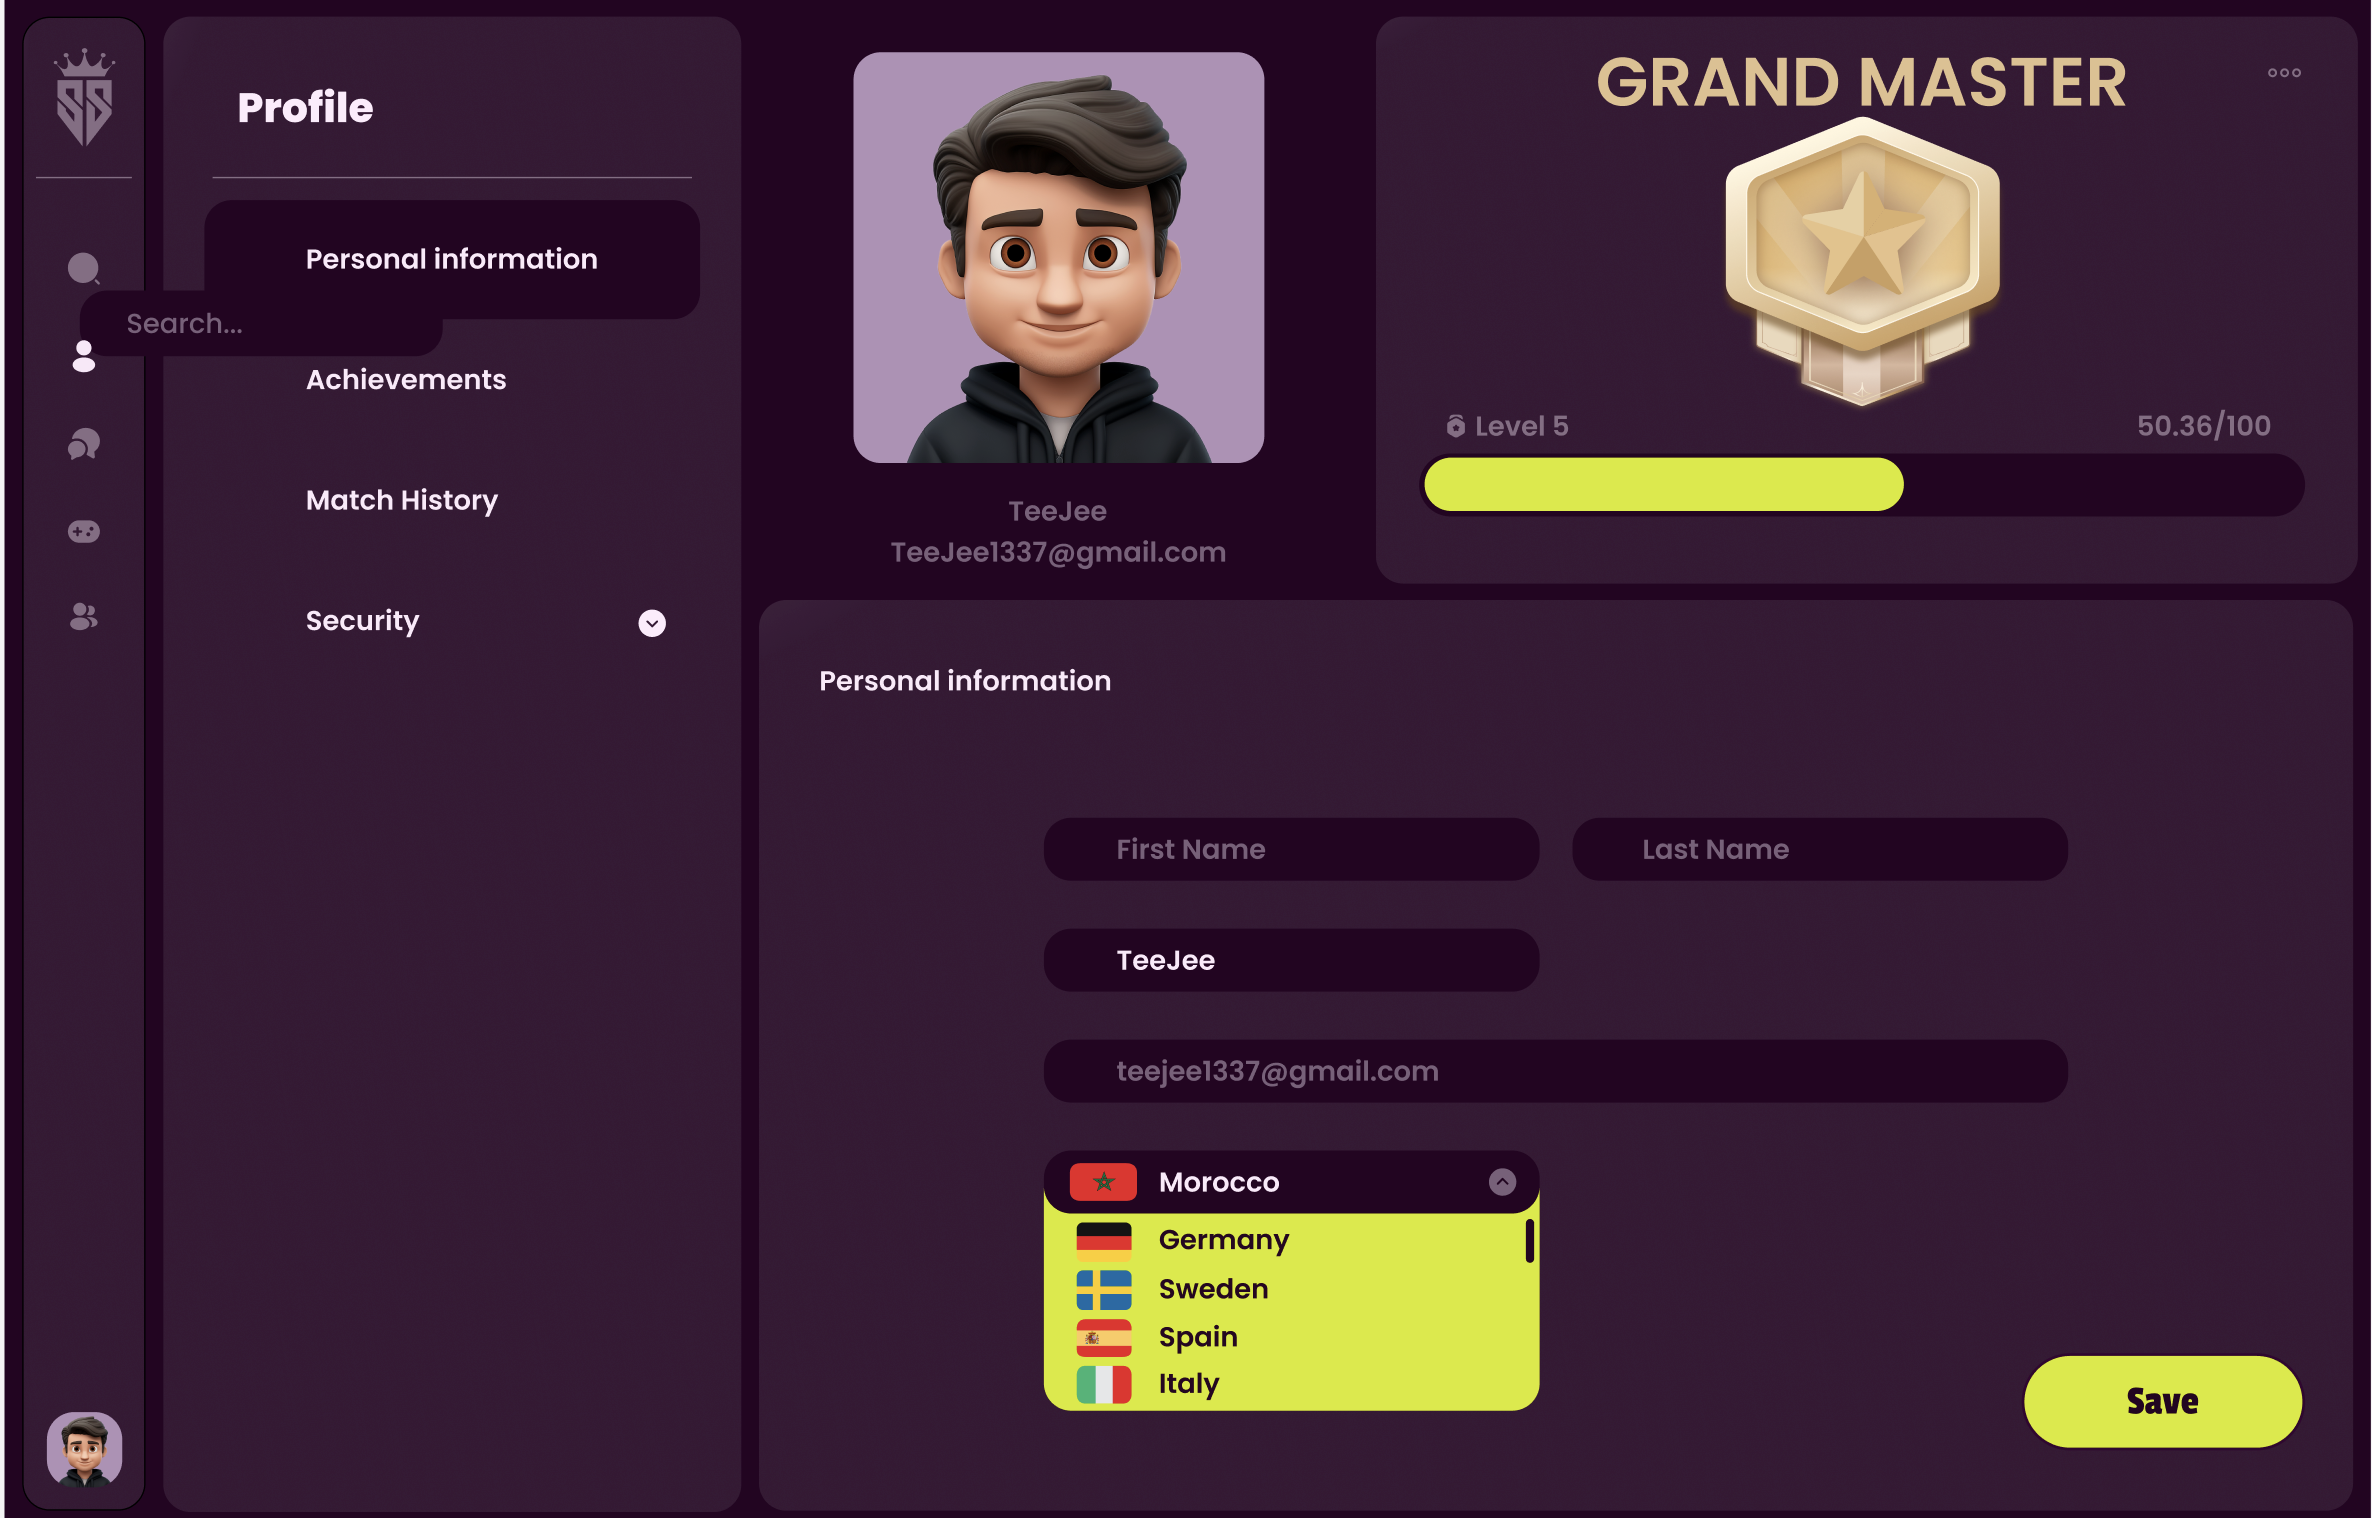 Profile
Personal information
Search...
Achievements
Match History
Security
TeeJee
TeeJee1337@gmail.com
GRAND MASTER
Level 5
50.36/100
Personal information
First Name
Last Name
TeeJee
teejee1337@gmail.com
Morocco
Germany
Sweden
Spain
Italy
Save